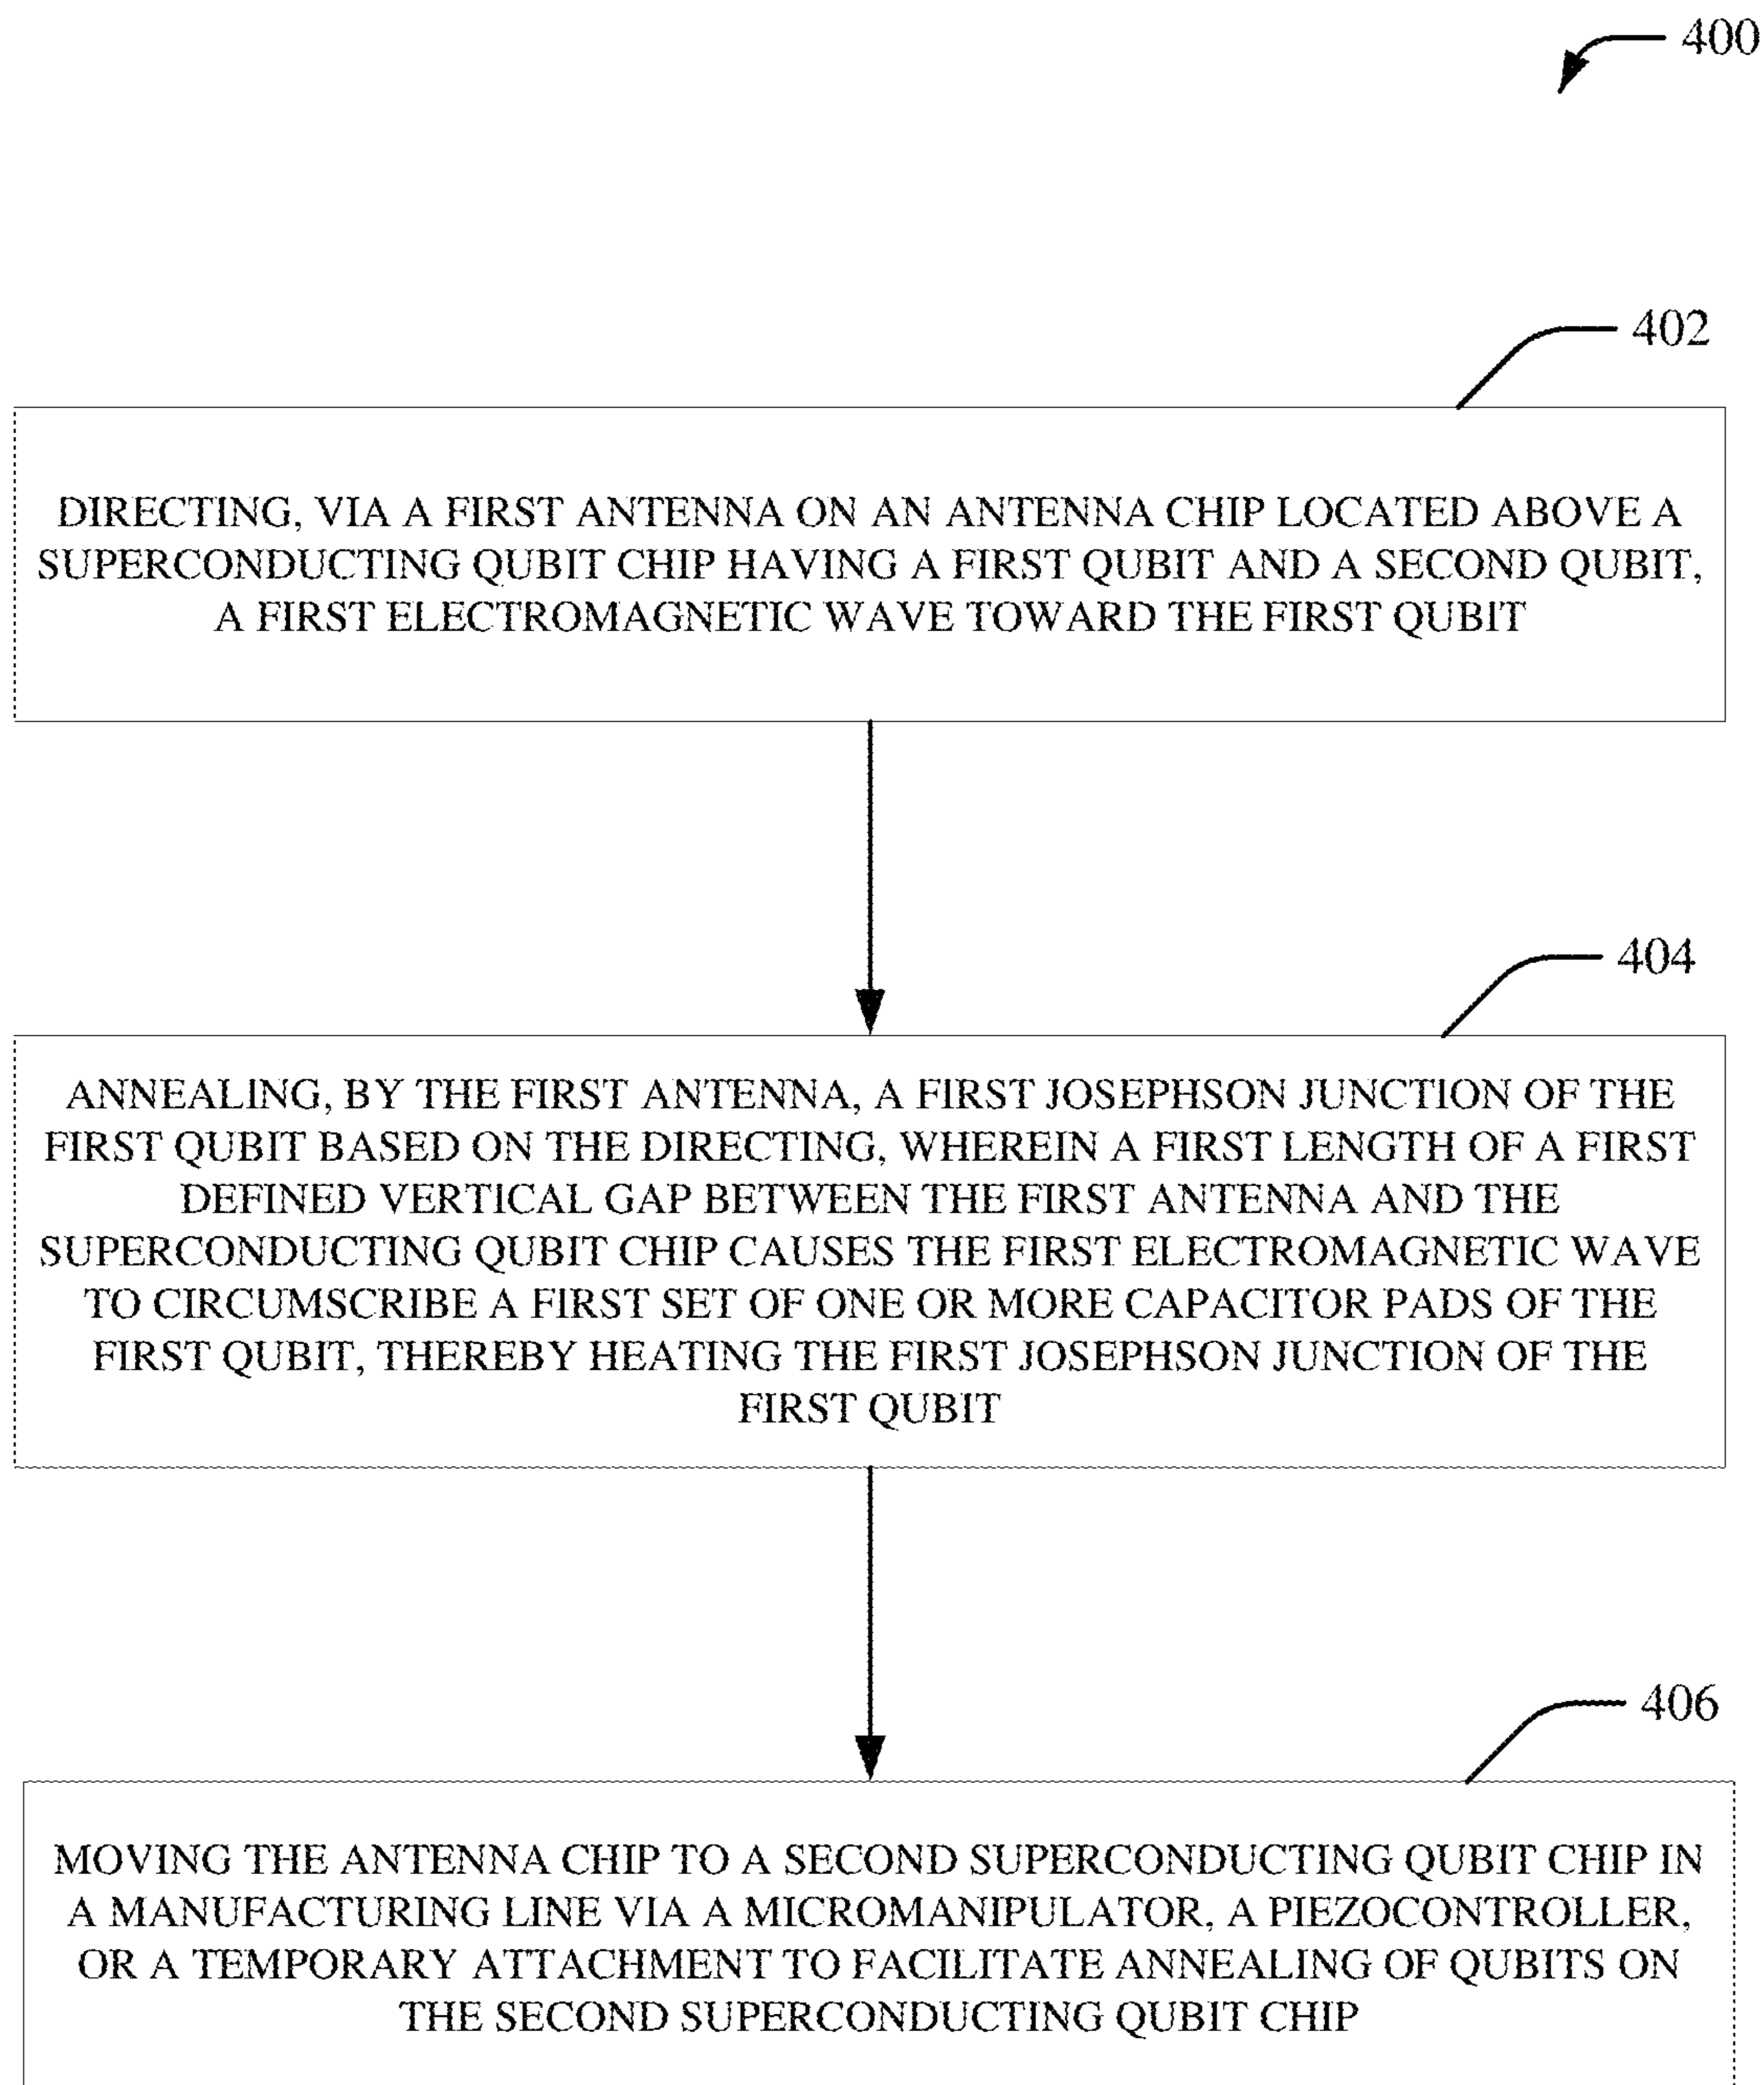 400
402
DIRECTING, VIA A FIRST ANTENNA ON AN ANTENNA CHIP LOCATED ABOVE A
SUPERCONDUCTING QUBIT CHIP HAVING A FIRST QUBIT AND A SECOND QUBIT,
A FIRST ELECTROMAGNETIC WAVE TOWARD THE FIRST QUBIT
404
ANNEALING, BY THE FIRST ANTENNA, A FIRST JOSEPHSON JUNCTION OF THE
FIRST QUBIT BASED ON THE DIRECTING, WHEREIN A FIRST LENGTH OF A FIRST
DEFINED VERTICAL GAP BETWEEN THE FIRST ANTENNA AND THE
SUPERCONDUCTING QUBIT CHIP CAUSES THE FIRST ELECTROMAGNETIC WAVE
TO CIRCUMSCRIBE A FIRST SET OF ONE OR MORE CAPACITOR PADS OF THE
FIRST QUBIT, THEREBY HEATING THE FIRST JOSEPHSON JUNCTION OF THE
FIRST QUBIT
406
MOVING THE ANTENNA CHIP TO A SECOND SUPERCONDUCTING QUBIT CHIP IN
A MANUFACTURING LINE VIA A MICROMANIPULATOR, A PIEZOCONTROLLER,
OR A TEMPORARY ATTACHMENT TO FACILITATE ANNEALING OF QUBITS ON
THE SECOND SUPERCONDUCTING QUBIT CHIP